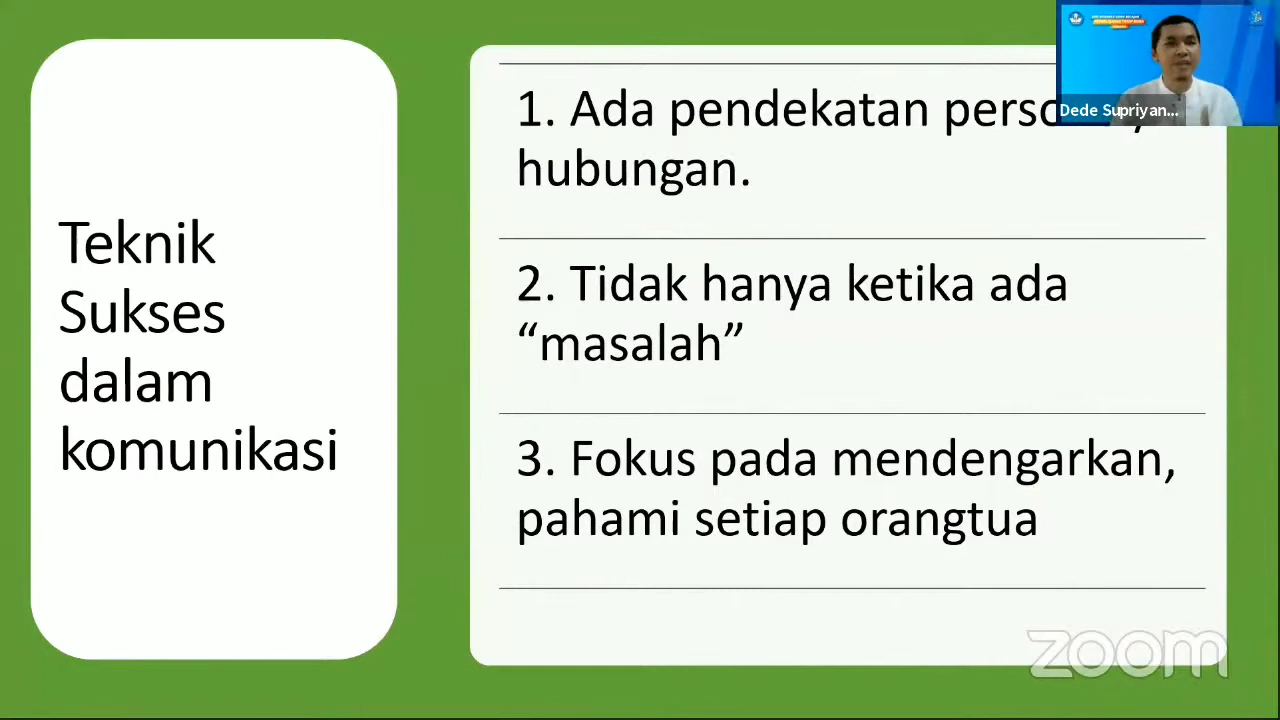 Teknik
Sukses
dalam
komunikasi
1. Ada pendekatan
hubungan.
2. Tidak hanya ketika ada
“masalah”
3. Fokus pada mendengarkan,
pahami setiap orangtua
Dede Supriyan...
zoom